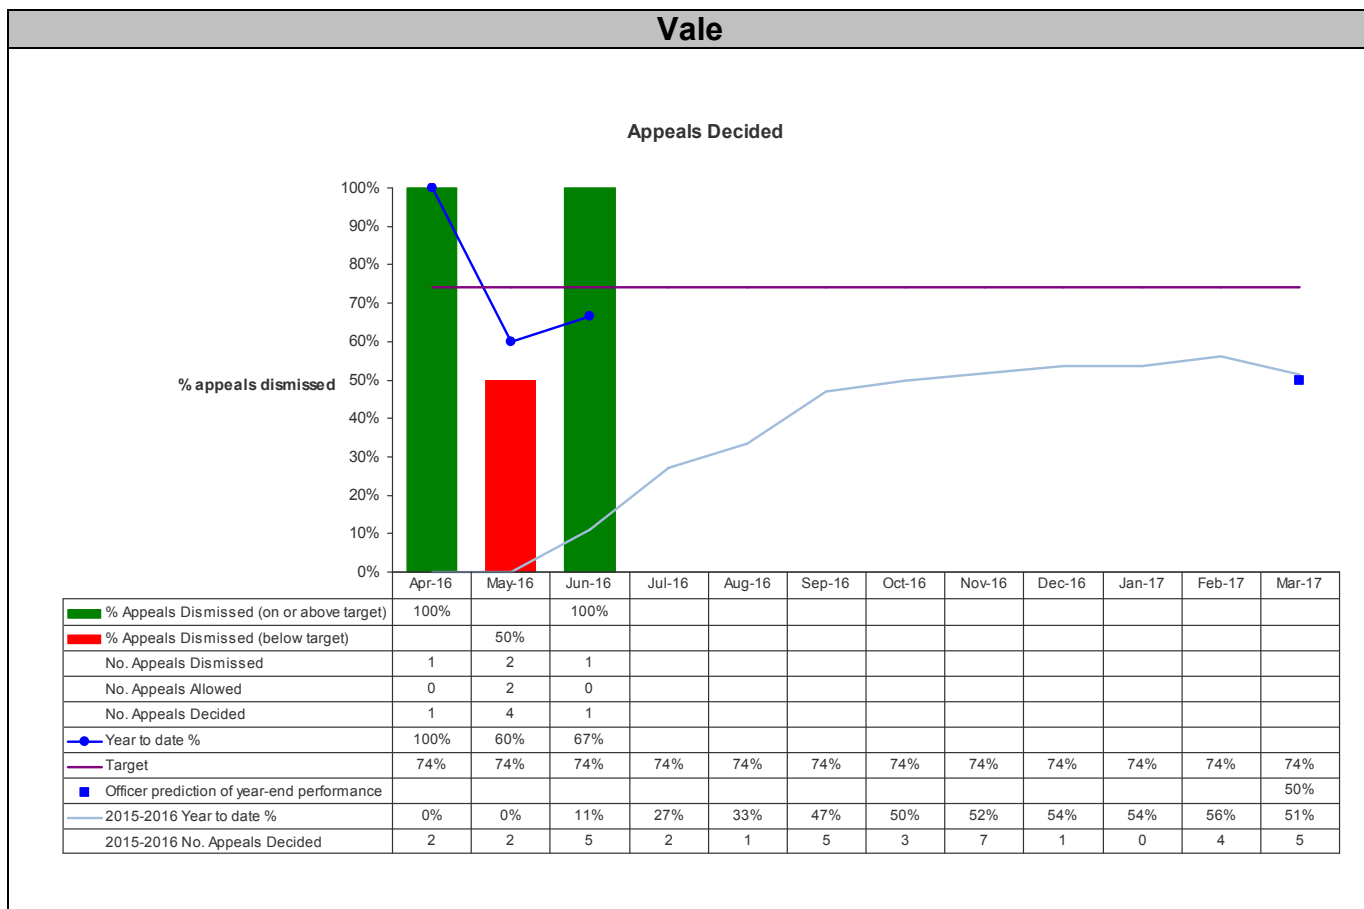 Vale
Appeals Decided
100%
90%
80%
70%
60%
% appeals dismissed
50%
40%
30%
20%
10%
0%
Apr-16 May-16 Jun-16 Jul-16 Aug-16 Sep-16 Oct-16 Nov-16 Dec-16 Jan-17 Feb-17 Mar-17
% Appeals Dismissed (on or above target) 100% 100%
% Appeals Dismissed (below target) 50%
No. Appeals Dismissed 1 2 1
No. Appeals Allowed 0 2 0
No. Appeals Decided 1 4 1
Year to date % 100% 60% 67%
Target 74% 74% 74% 74% 74% 74% 74% 74% 74% 74% 74% 74%
Officer prediction of year-end performance 50%
2015-2016 Year to date % 0% 0% 11% 27% 33% 47% 50% 52% 54% 54% 56% 51%
2015-2016 No. Appeals Decided 2 2 5 2 1 5 3 7 1 0 4 5